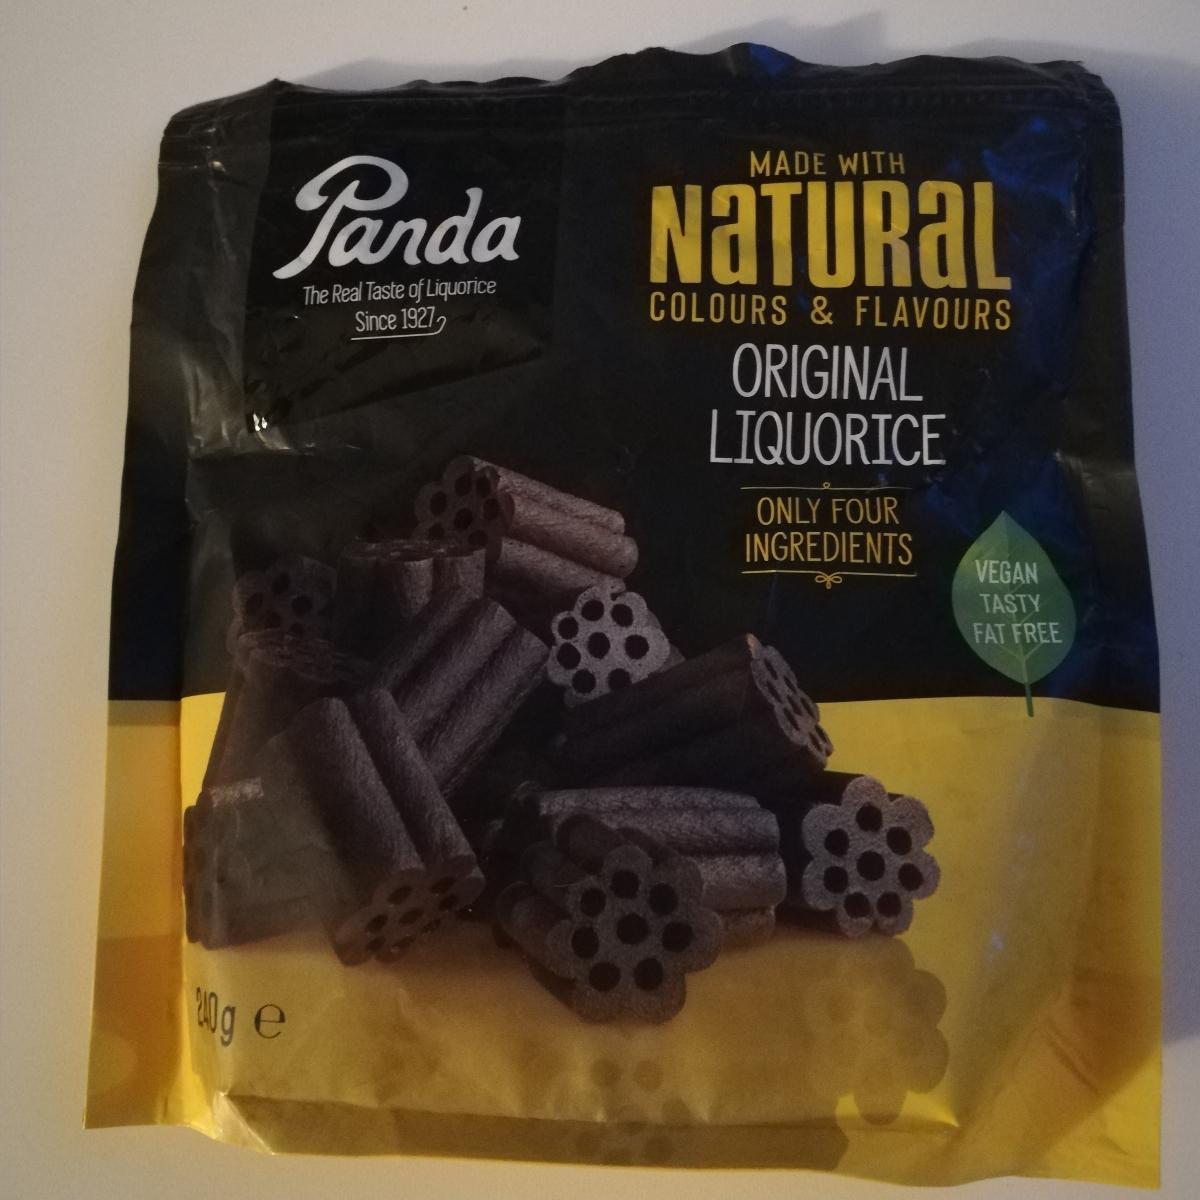 Panda
The Real Taste of Liquorice
Since 1927
MADE WITH
NaTURaL
COLOURS & FLAVOURS
ORIGINAL
LIQUORICE
ONLY FOUR
INGREDIENTS
VEGAN
TASTY
FAT FREE
240g e